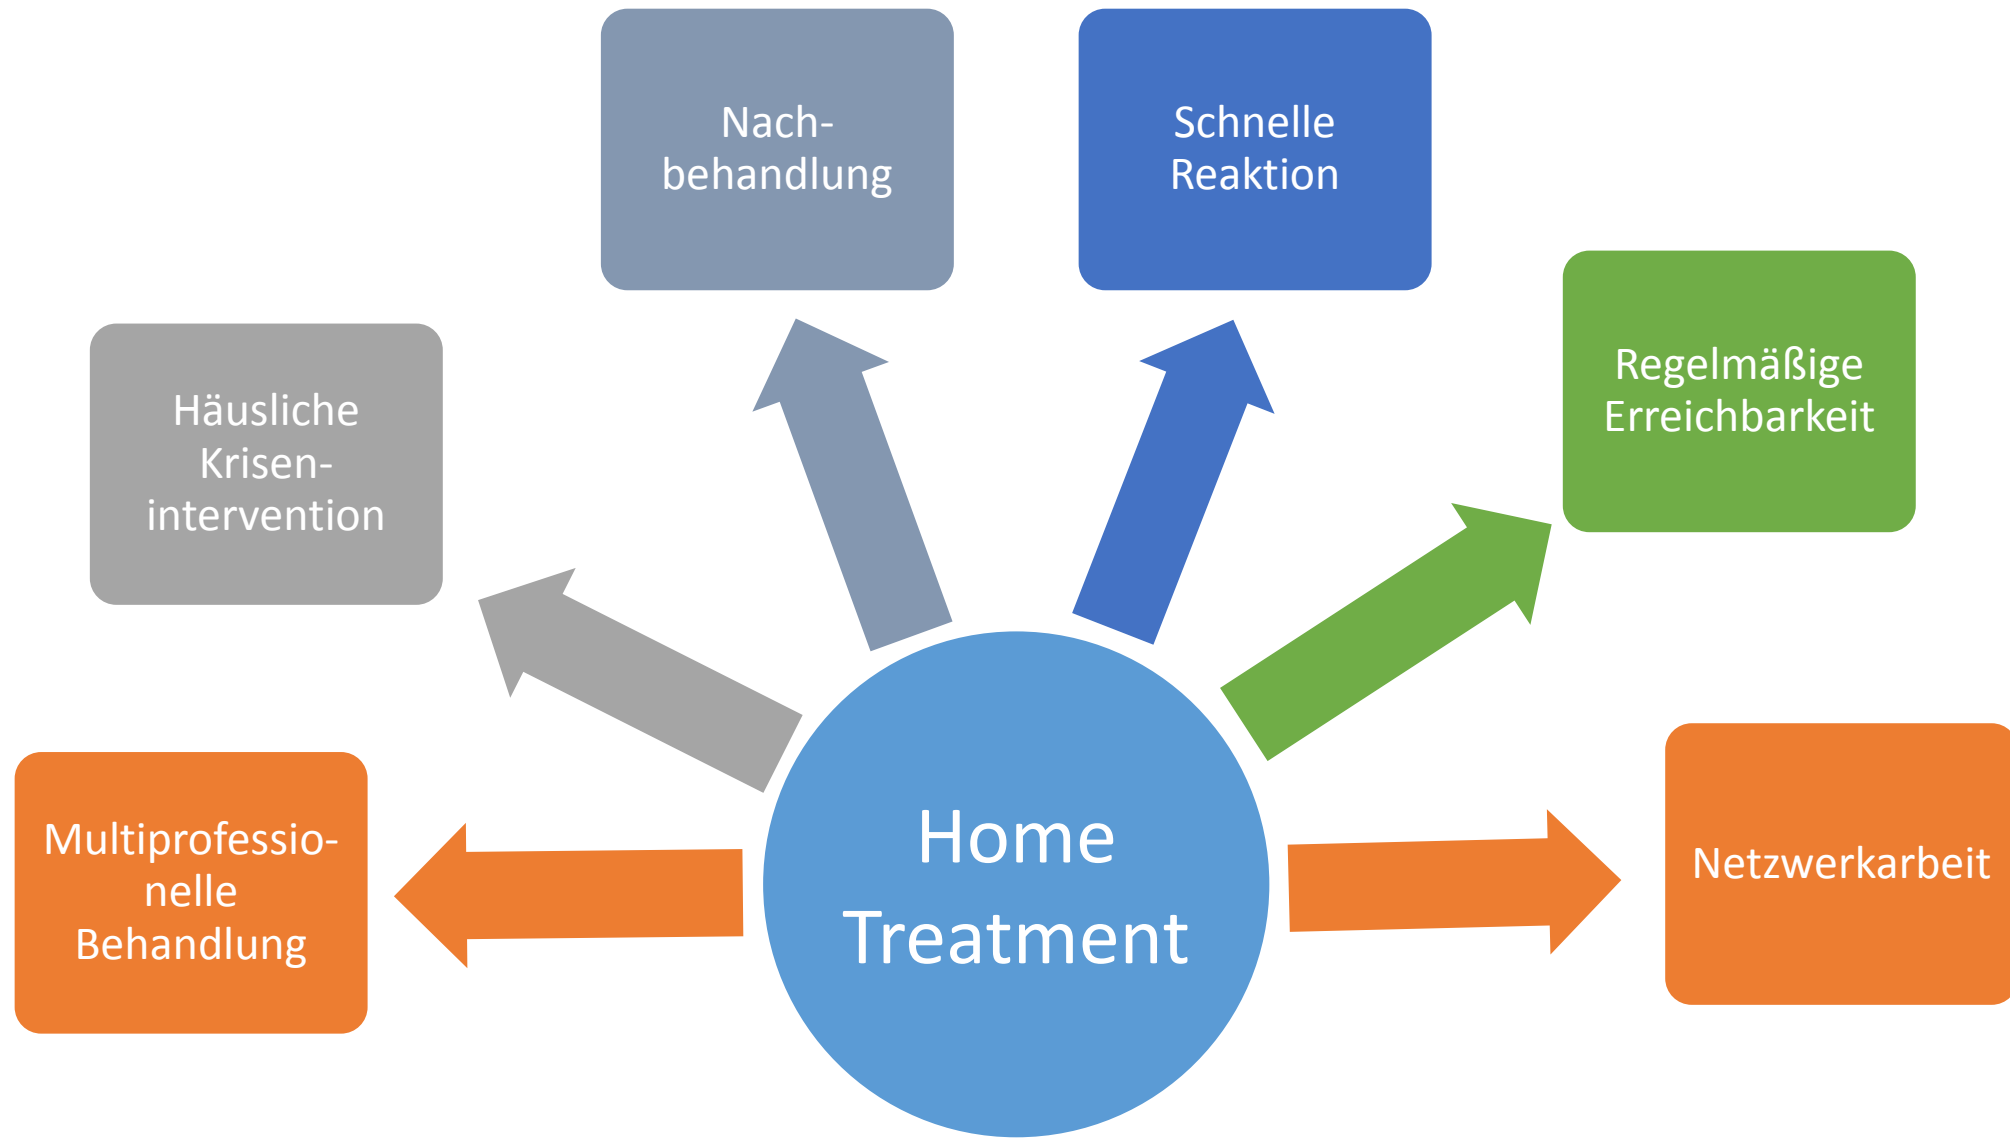 Nach-
behandlung
Schnelle
Reaktion
Regelmäßige
Erreichbarkeit
Häusliche
Krisen-
intervention
Multiprofessio-
nelle
Behandlung
Home
Treatment
Netzwerkarbeit